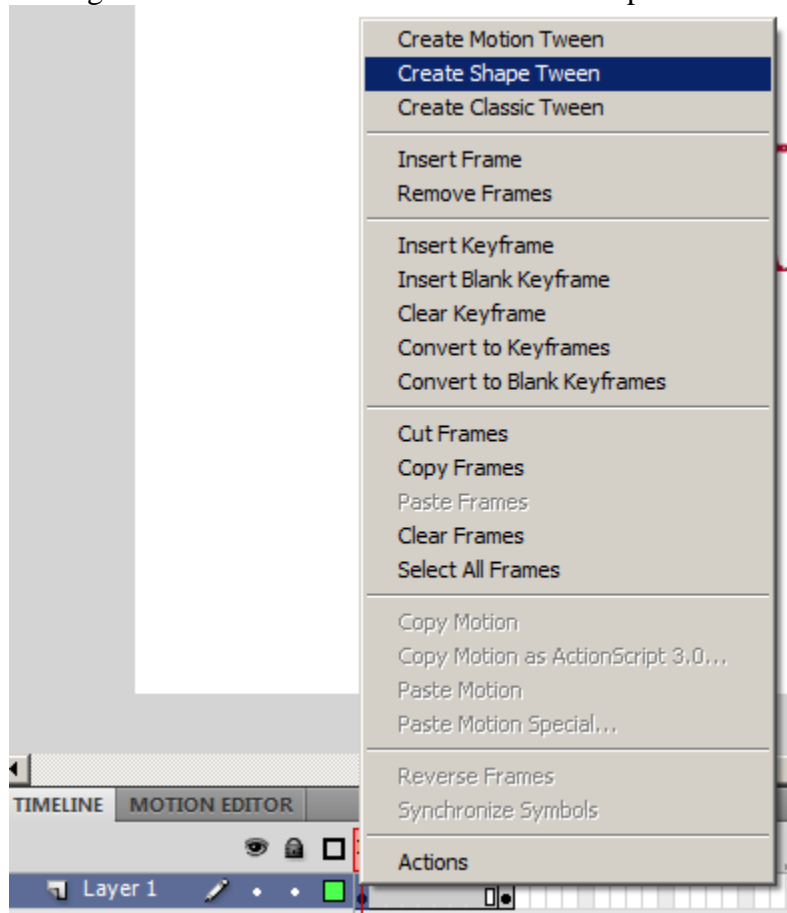 Create Motion Tween
Create Shape Tween
Create Classic Tween
Insert Frame
Remove Frames
Insert Keyframe
Insert Blank Keyframe
Clear Keyframe
Convert to Keyframes
Convert to Blank Keyframes
Cut Frames
Copy Frames
Paste Frames
Clear Frames
Select All Frames
Copy Motion
Copy Motion as ActionScript 3.0...
Paste Motion
Paste Motion Special...
Reverse Frames
Synchronize Symbols
Actions
TIMELINE MOTION EDITOR
Layer 1